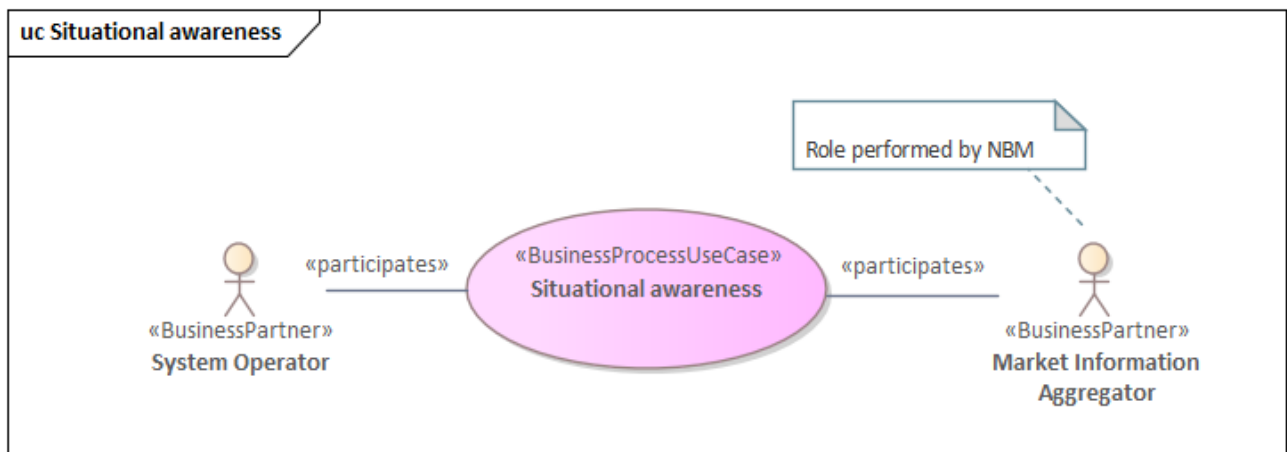 uc Situational awareness
Role performed by NBM
«BusinessProcessUseCase»
Situational awareness
«participates»
«participates»
«BusinessPartner»
System Operator
«BusinessPartner»
Market Information
Aggregator